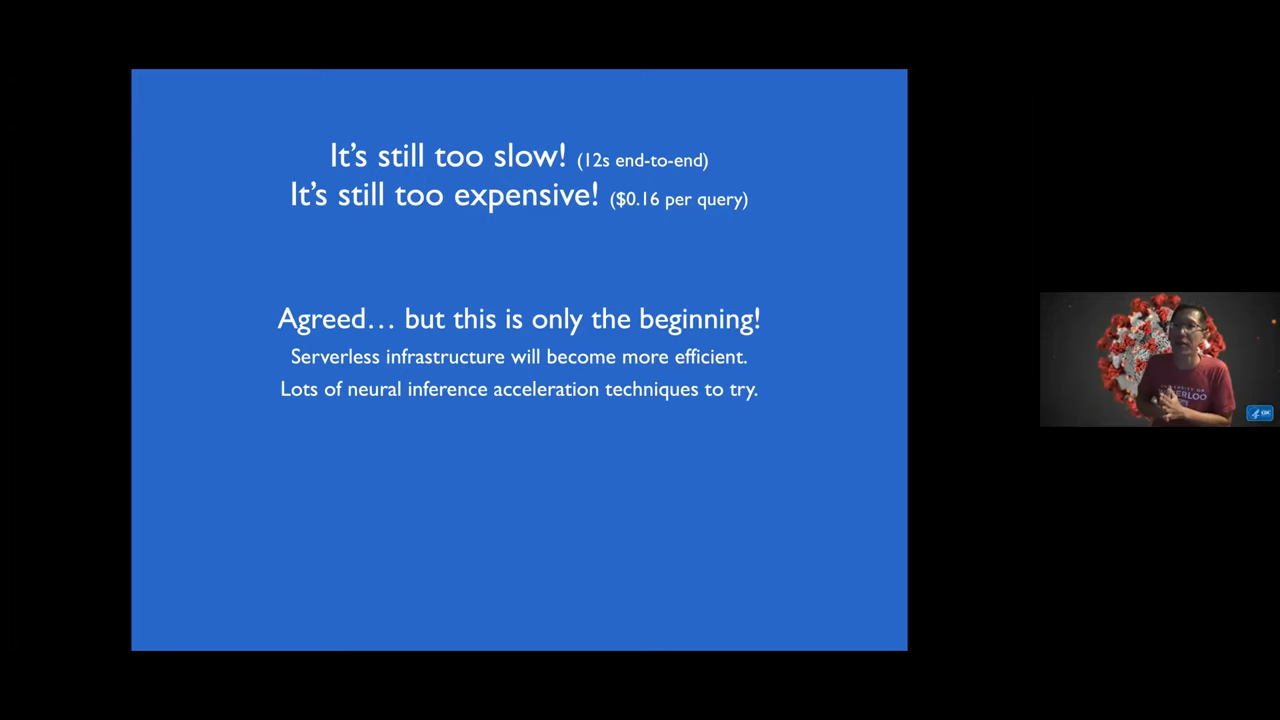 It’s still too slow! (12s end-to-end)
It’s still too expensive! ($0.16 per query)
Agreed… but this is only the beginning!
Serverless infrastructure will become more efficient.
Lots of neural inference acceleration techniques to try.
CDC